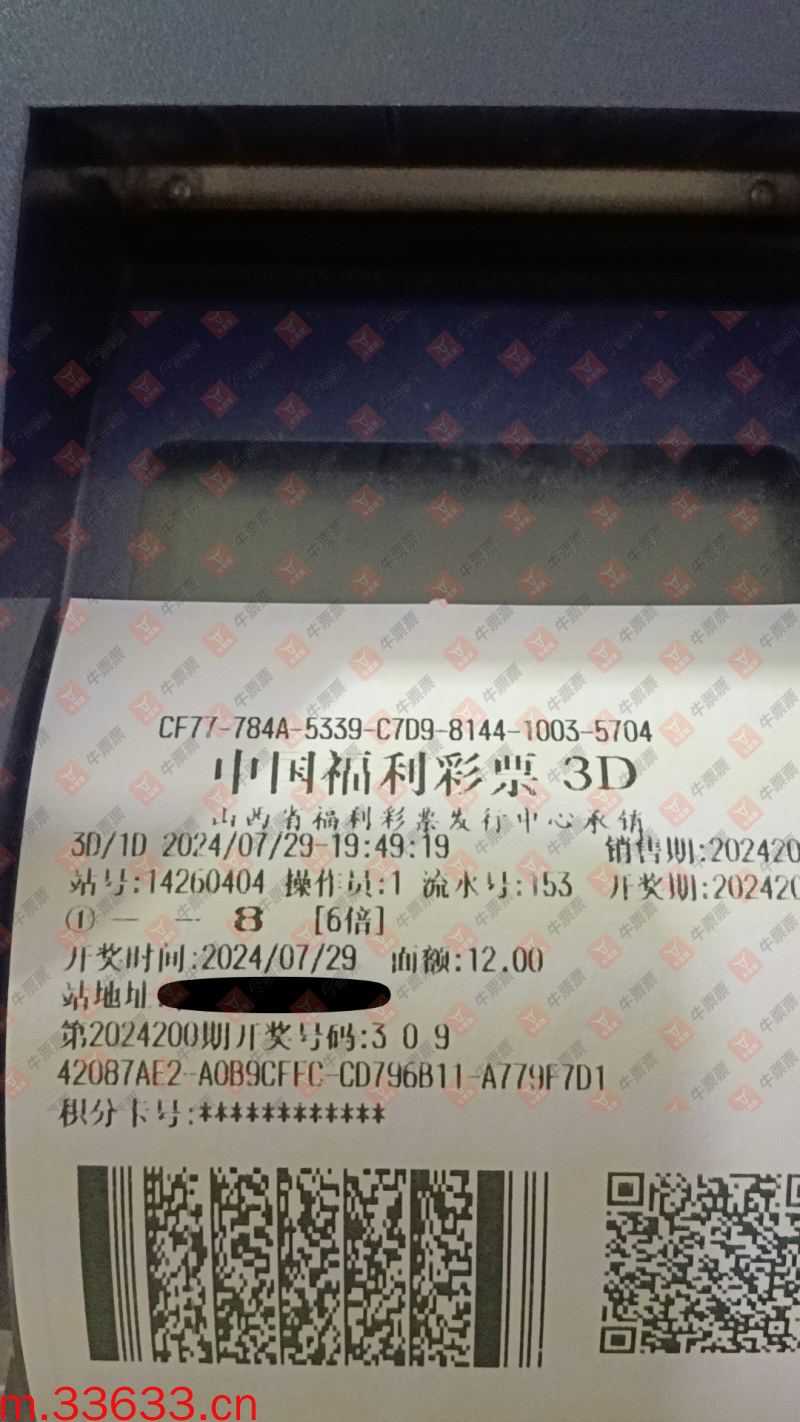 CF77-784A-5339-C7D9-8144-1003-5704
中国福利彩票 3D
山西省福利彩票发行中心承销
3D/1D 2024/07/29-19:49:19 销售期:202420
站号:14260404 操作员:1 流水号:153 开奖期:202420
① — — 8 [6倍]
开奖时间:2024/07/29 面额:12.00
站地址:
第2024200期开奖号码:3 0 9
42087AE2-A0B9CFFC-CD796B11-A779F7D1
积分卡号:************
牛票票
m.33633.cn